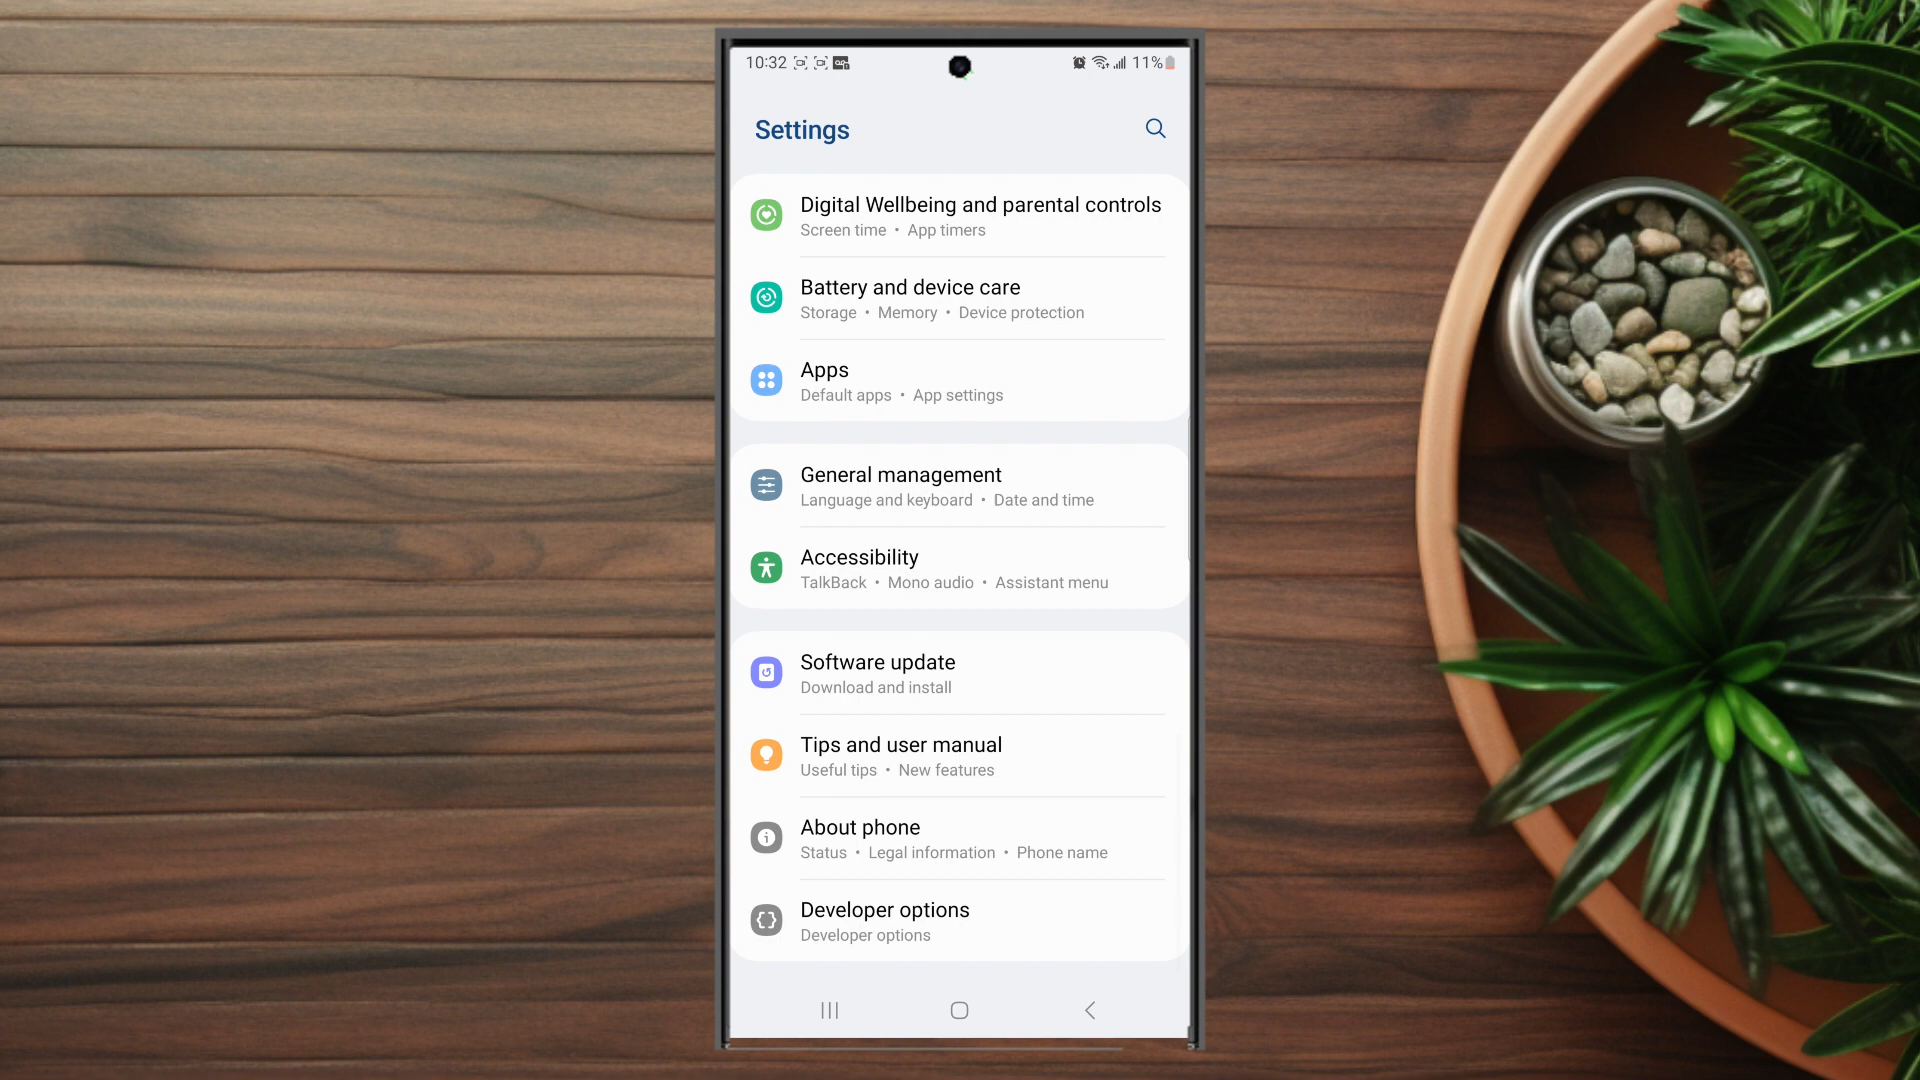 10:32 11%
Settings
Digital Wellbeing and parental controls
Screen time • App timers
Battery and device care
Storage • Memory • Device protection
Apps
Default apps • App settings
General management
Language and keyboard • Date and time
Accessibility
TalkBack • Mono audio • Assistant menu
Software update
Download and install
Tips and user manual
Useful tips • New features
About phone
Status • Legal information • Phone name
Developer options
Developer options